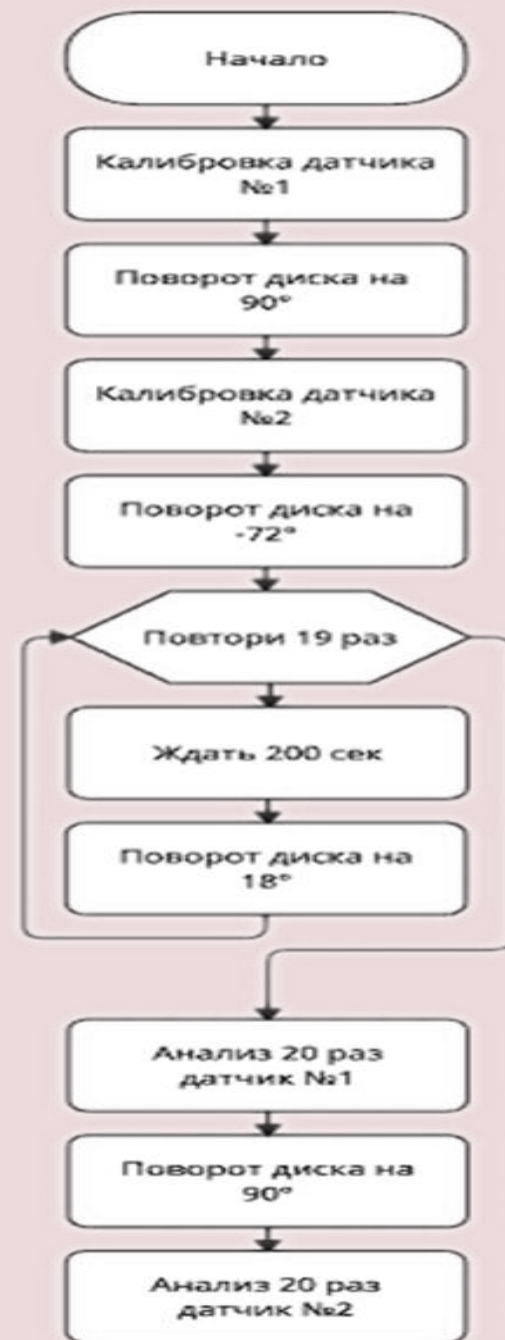 Начало
Калибровка датчика
№1
Поворот диска на
90°
Калибровка датчика
№2
Поворот диска на
-72°
Повтори 19 раз
Ждать 200 сек
Поворот диска на
18°
Анализ 20 раз
датчик №1
Поворот диска на
90°
Анализ 20 раз
датчик №2